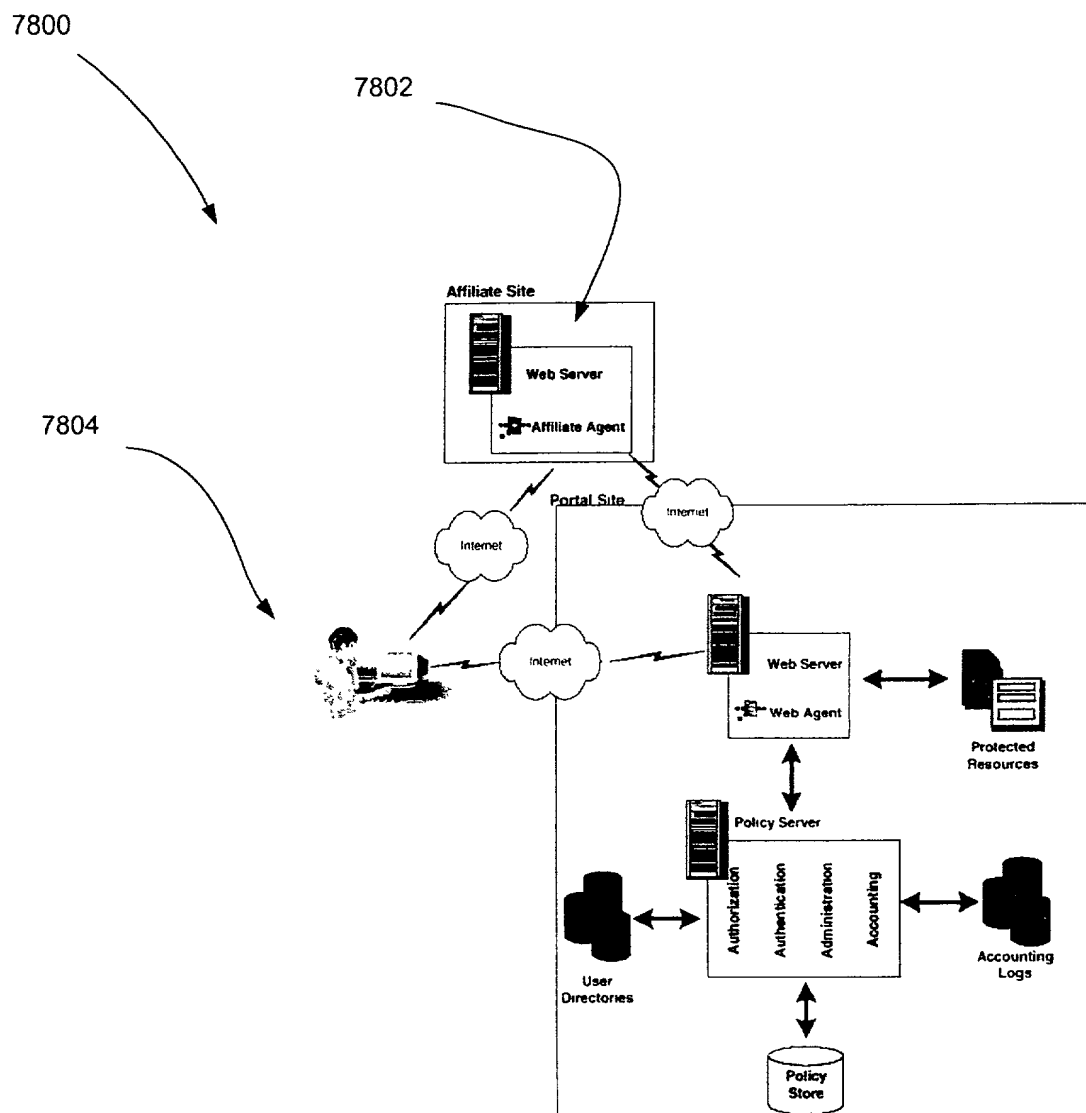 7800
7802
Affiliate Site
Web Server
Affiliate Agent
7804
Portal Site
Internet
Internet
Internet
Web Server
Web Agent
Protected
Resources
Policy Server
Authorization
Authentication
Administration
Accounting
User
Directories
Accounting
Logs
Policy
Store